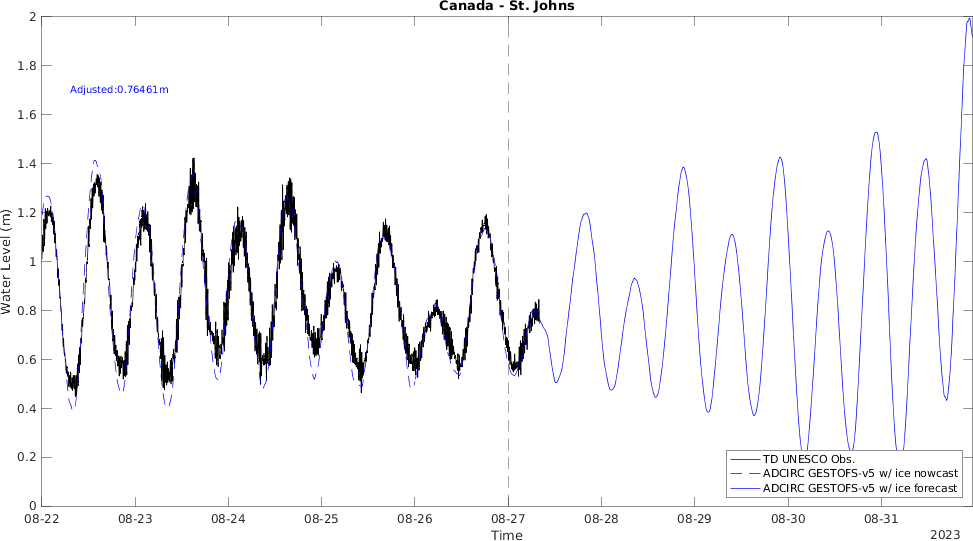 Canada - St. Johns
2
1.8
1.6
1.4
1.2
1
0.8
0.6
0.4
0.2
0
Water Level (m)
Adjusted:0.76461m
TD UNESCO Obs.
ADCIRC GESTOFS-v5 w/ ice nowcast
ADCIRC GESTOFS-v5 w/ ice forecast
08-22 08-23 08-24 08-25 08-26 08-27 08-28 08-29 08-30 08-31
Time
2023